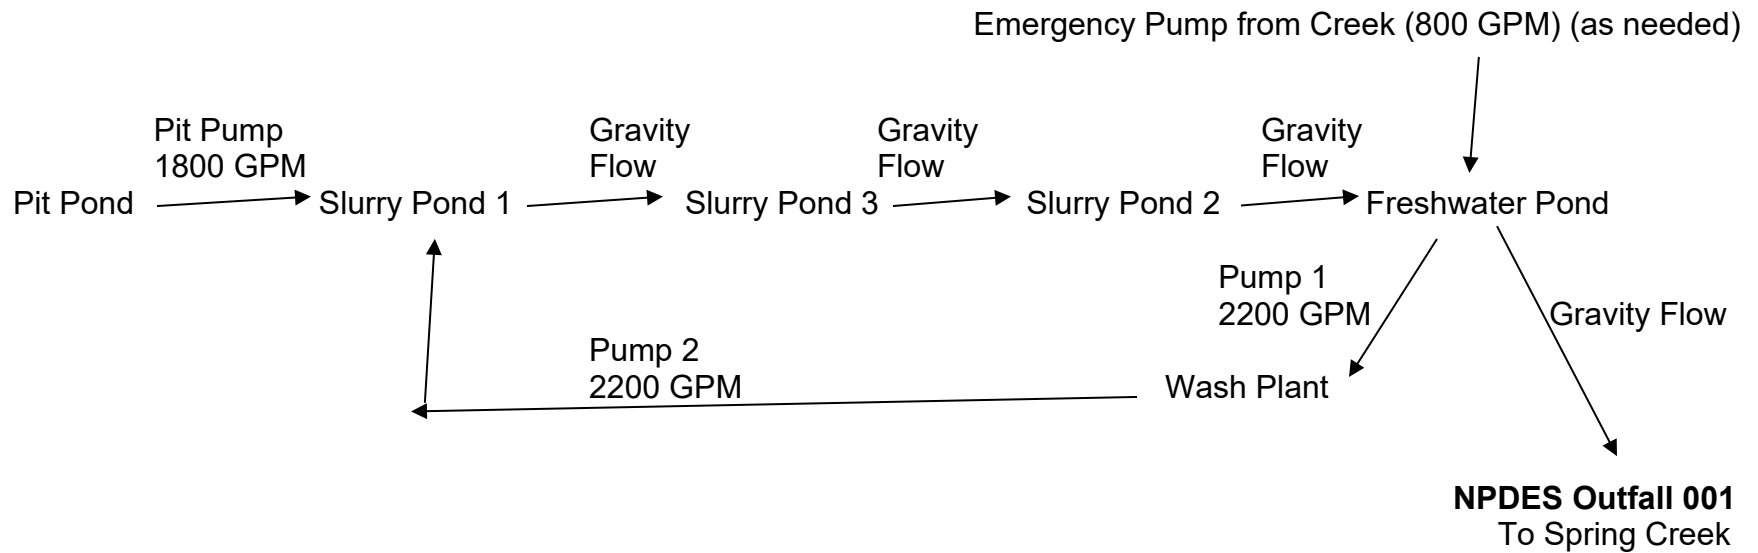 Emergency Pump from Creek (800 GPM) (as needed)
Pit Pump
1800 GPM
Gravity
Flow
Gravity
Flow
Gravity
Flow
Pit Pond
Slurry Pond 1
Slurry Pond 3
Slurry Pond 2
Freshwater Pond
Pump 1
2200 GPM
Gravity Flow
Pump 2
2200 GPM
Wash Plant
NPDES Outfall 001
To Spring Creek